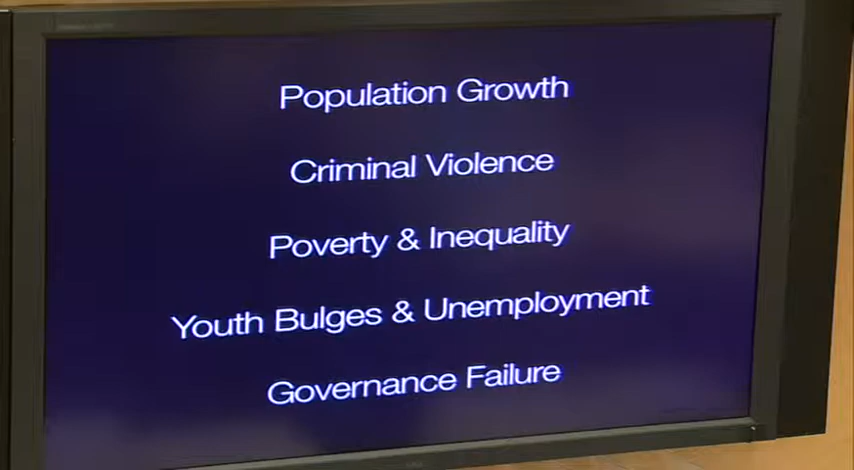 Population Growth
Criminal Violence
Poverty & Inequality
Youth Bulges & Unemployment
Governance Failure